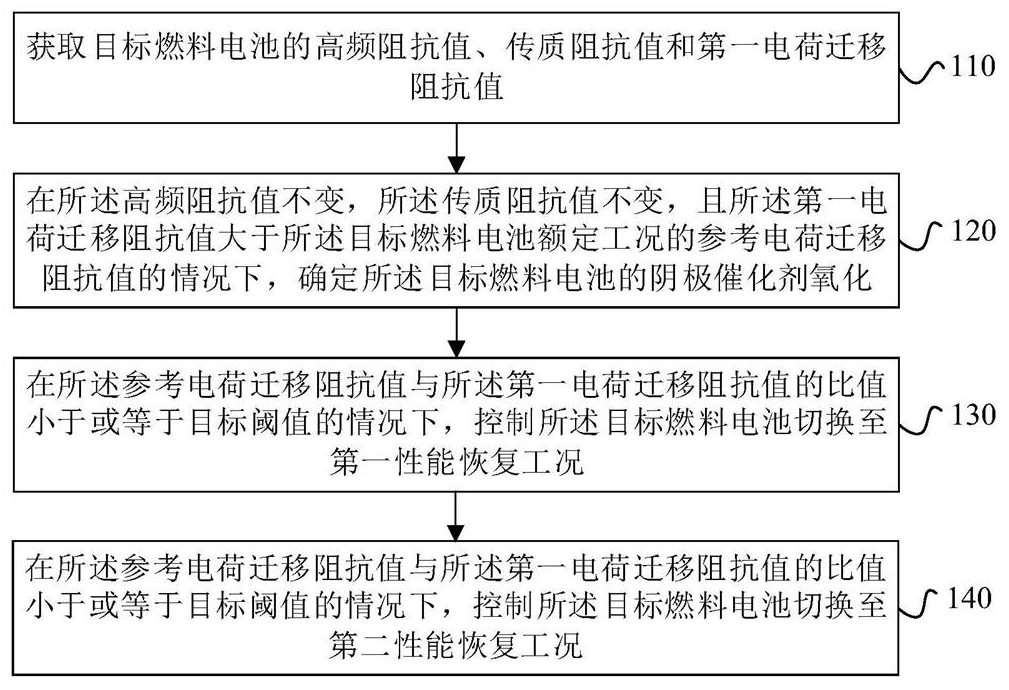 获取目标燃料电池的高频阻抗值、传质阻抗值和第一电荷迁移
阻抗值
110
在所述高频阻抗值不变，所述传质阻抗值不变，且所述第一电
荷迁移阻抗值大于所述目标燃料电池额定工况的参考电荷迁移
阻抗值的情况下，确定所述目标燃料电池的阴极催化剂氧化
120
在所述参考电荷迁移阻抗值与所述第一电荷迁移阻抗值的比值
小于或等于目标阈值的情况下，控制所述目标燃料电池切换至
第一性能恢复工况
130
在所述参考电荷迁移阻抗值与所述第一电荷迁移阻抗值的比值
小于或等于目标阈值的情况下，控制所述目标燃料电池切换至
第二性能恢复工况
140